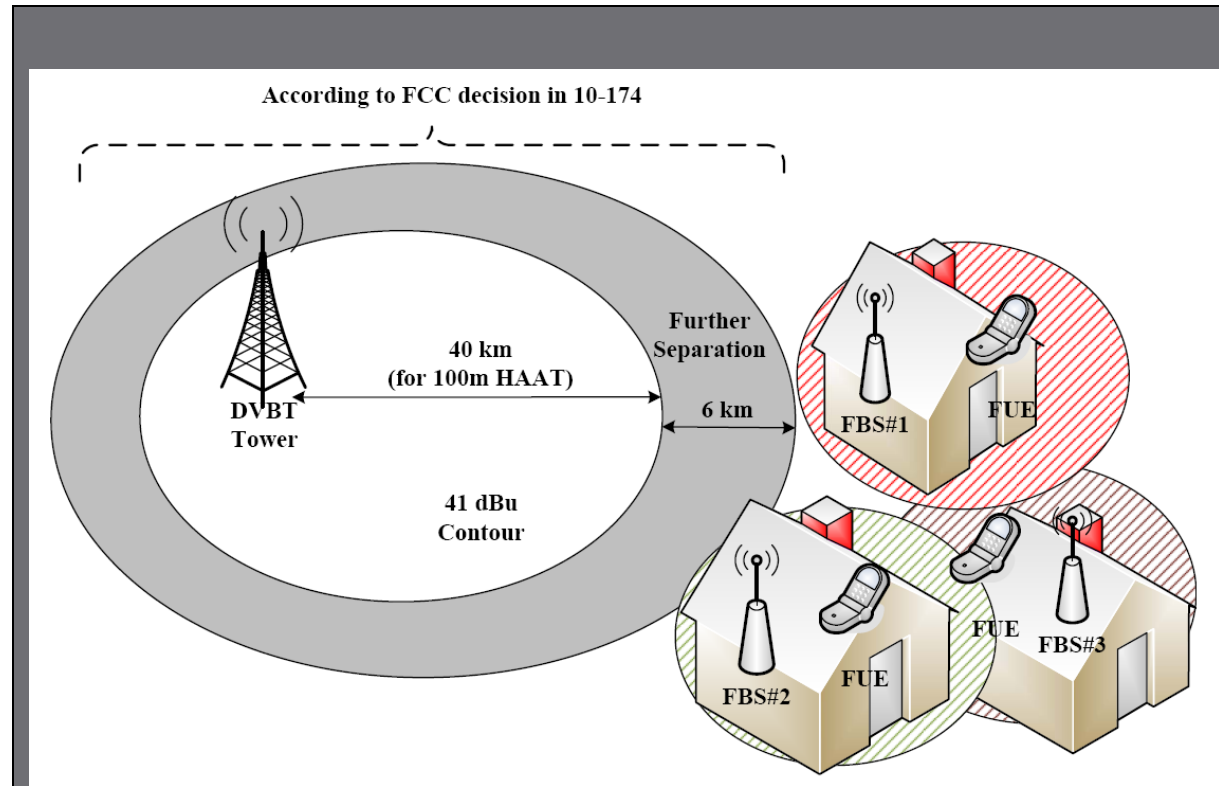 According to FCC decision in 10-174
Further
Separation
40 km
(for 100m HAAT)
DVBT
Tower
6 km
41 dBu
Contour
FBS#1
FUE
FBS#2
FUE
FUE
FBS#3